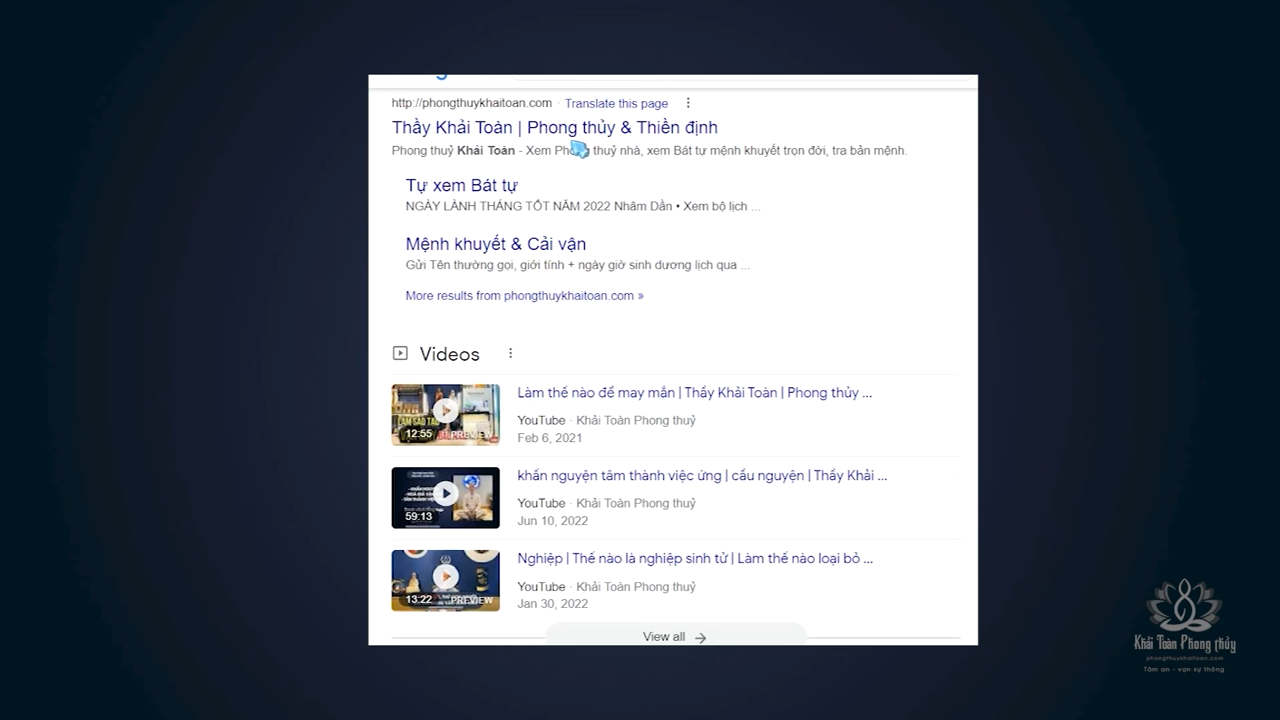 http://phongthuykhaitoan.com · Translate this page
Thầy Khải Toàn | Phong thủy & Thiền định
Phong thuỷ Khải Toàn - Xem Phong thuỷ nhà, xem Bát tự mệnh khuyết trọn đời, tra bản mệnh.
Tự xem Bát tự
NGÀY LÀNH THÁNG TỐT NĂM 2022 Nhâm Dần • Xem bộ lịch ...
Mệnh khuyết & Cải vận
Gửi Tên thường gọi, giới tính + ngày giờ sinh dương lịch qua ...
More results from phongthuykhaitoan.com »
Videos
Làm thế nào để may mắn | Thầy Khải Toàn | Phong thủy ...
YouTube · Khải Toàn Phong thuỷ
Feb 6, 2021
12:55
PREVIEW
khấn nguyện tâm thành việc ứng | cầu nguyện | Thầy Khải ...
YouTube · Khải Toàn Phong thuỷ
Jun 10, 2022
59:13
Nghiệp | Thế nào là nghiệp sinh tử | Làm thế nào loại bỏ ...
YouTube · Khải Toàn Phong thuỷ
Jan 30, 2022
13:22
PREVIEW
View all
Khải Toàn Phong thủy
phongthuykhaitoan.com
Tâm an - vạn sự thông